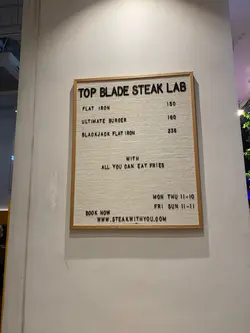 TOP BLADE STEAK LAB
FLAT IRON 150
ULTIMATE BURGER 160
BLACKJACK FLAT IRON 236
WITH
ALL YOU CAN EAT FRIES
MON THU 11-10
FRI SUN 11-11
BOOK NOW
WWW.STEAKWITHYOU.COM